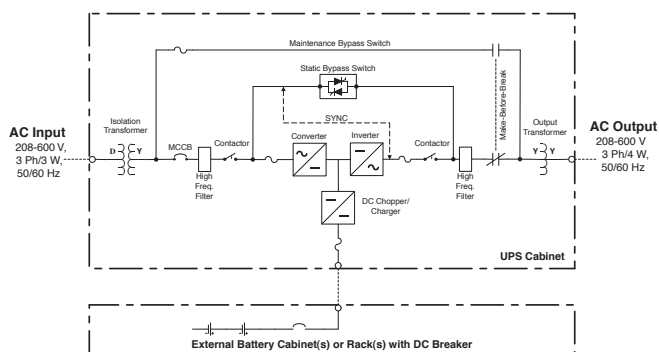 Maintenance Bypass Switch
Static Bypass Switch
Isolation
Transformer
Make-Before-Break
Output
Transformer
AC Input
208-600 V,
3 Ph/3 W,
50/60 Hz
D Y
MCCB
Contactor
SYNC
Converter
Inverter
Contactor
Y Y
AC Output
208-600 V
3 Ph/4 W,
50/60 Hz
High
Freq.
Filter
High
Freq.
Filter
DC Chopper/
Charger
UPS Cabinet
External Battery Cabinet(s) or Rack(s) with DC Breaker